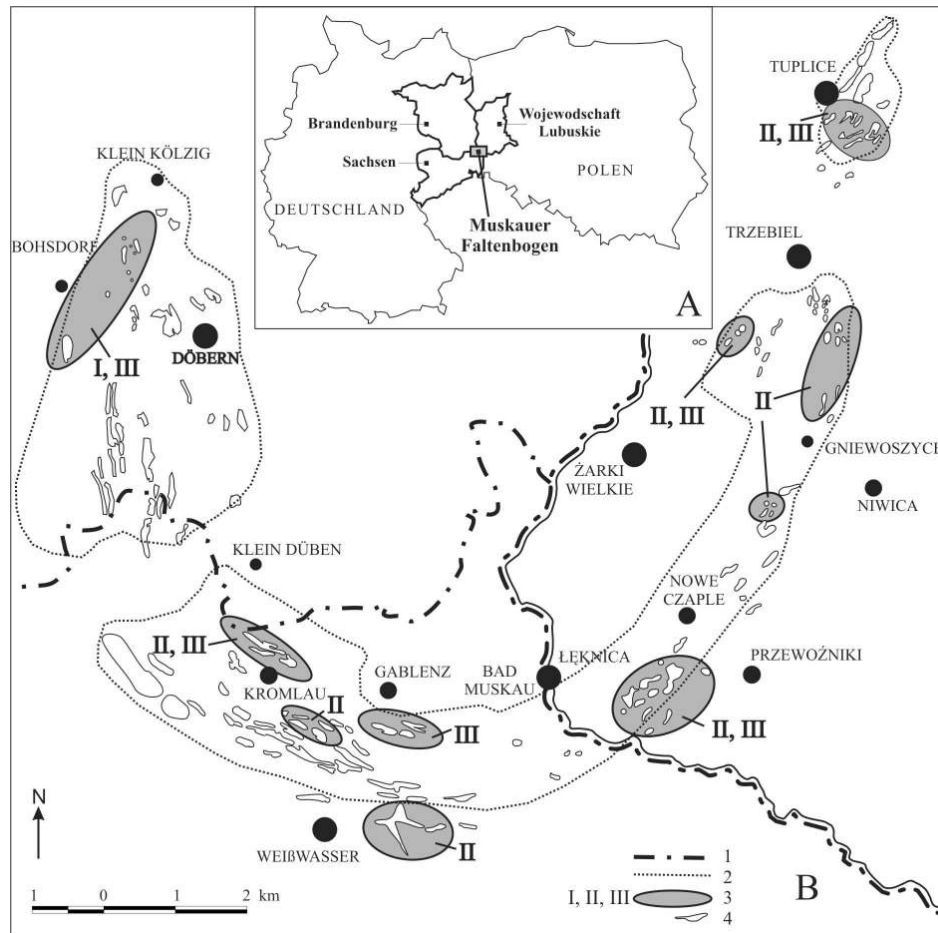 TUPLICE
II, III
Brandenburg
Wojewodschaft
Lubuskie
Sachsen
POLEN
DEUTSCHLAND
Muskauer
Faltenbogen
A
KLEIN KÖLZIG
BOHSDORF
I, III
DÖBERN
TRZEBIEL
II, III
II
GNIEWOSZYCE
ŻARKI
WIELKIE
NIWICA
KLEIN DÜBEN
NOWE
CZAPLE
II, III
KROMLAU
II
GABLENZ
III
BAD
MUSKAU
ŁĘKNICA
PRZEWOŹNIKI
II, III
N
WEIßWASSER
II
1 0 1 2 km
1
2
I, II, III 3
4
B